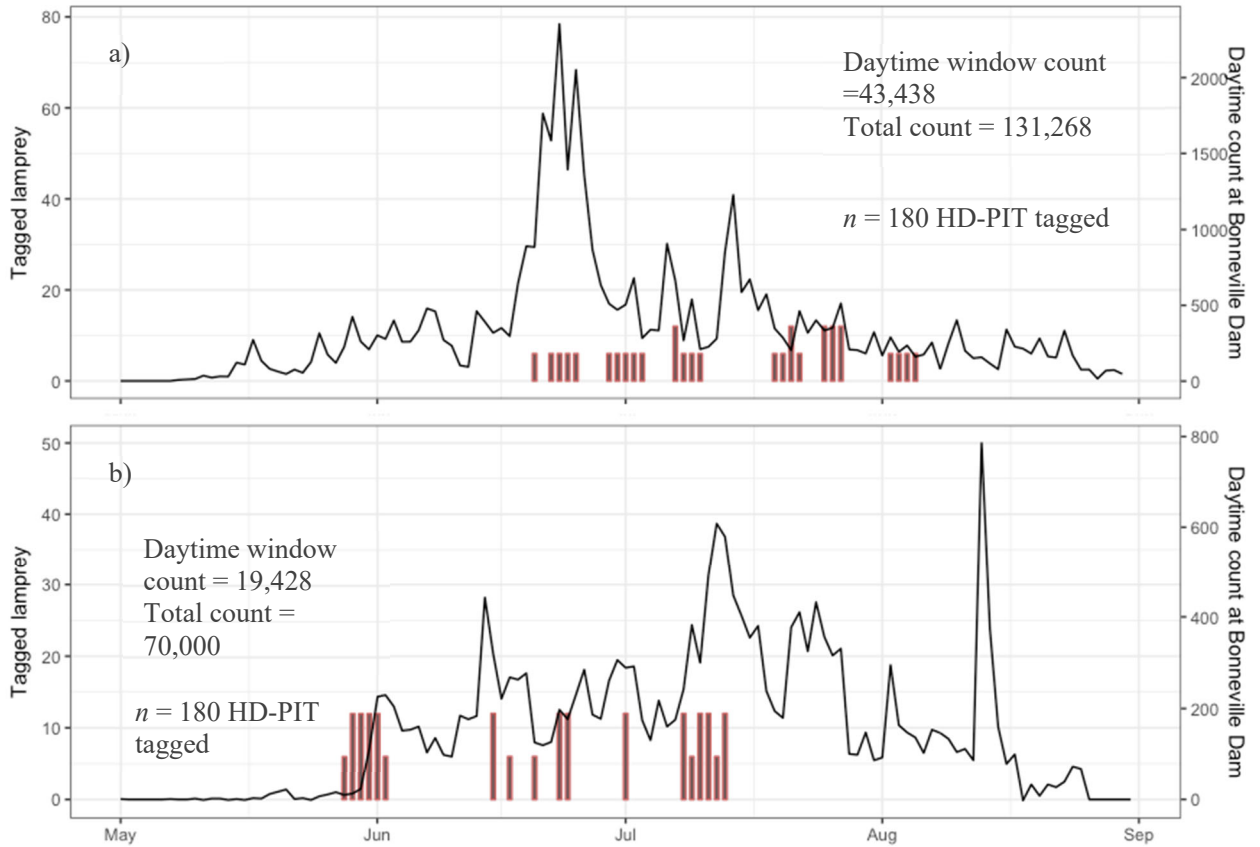 a)
Daytime window count
=43,438
Total count = 131,268
n = 180 HD-PIT tagged
Tagged lamprey
80
60
40
20
0
Daytime count at Bonneville Dam
2000
1500
1000
500
0
b)
Daytime window
count = 19,428
Total count =
70,000
n = 180 HD-PIT
tagged
Tagged lamprey
50
40
30
20
10
0
Daytime count at Bonneville Dam
800
600
400
200
0
May Jun Jul Aug Sep